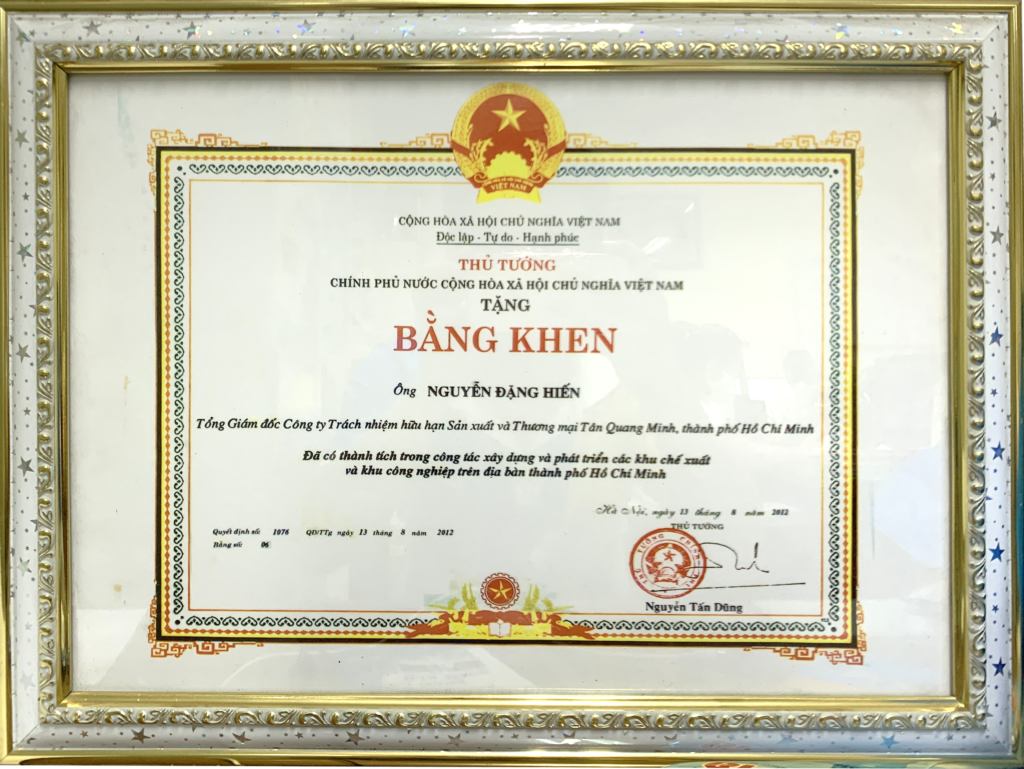 VIỆT NAM
CỘNG HÒA XÃ HỘI CHỦ NGHĨA VIỆT NAM
Độc lập - Tự do - Hạnh phúc
THỦ TƯỚNG
CHÍNH PHỦ NƯỚC CỘNG HÒA XÃ HỘI CHỦ NGHĨA VIỆT NAM
TẶNG
BẰNG KHEN
Ông NGUYỄN ĐẶNG HIẾN
Tổng Giám đốc Công ty Trách nhiệm hữu hạn Sản xuất và Thương mại Tân Quang Minh, thành phố Hồ Chí Minh
Đã có thành tích trong công tác xây dựng và phát triển các khu chế xuất
và khu công nghiệp trên địa bàn thành phố Hồ Chí Minh
Hà Nội, ngày 13 tháng 8 năm 2012
THỦ TƯỚNG
Quyết định số: 1076 QĐ/TTg ngày 13 tháng 8 năm 2012
Bằng số: 06
THỦ TƯỚNG CHÍNH PHỦ
Nguyễn Tấn Dũng